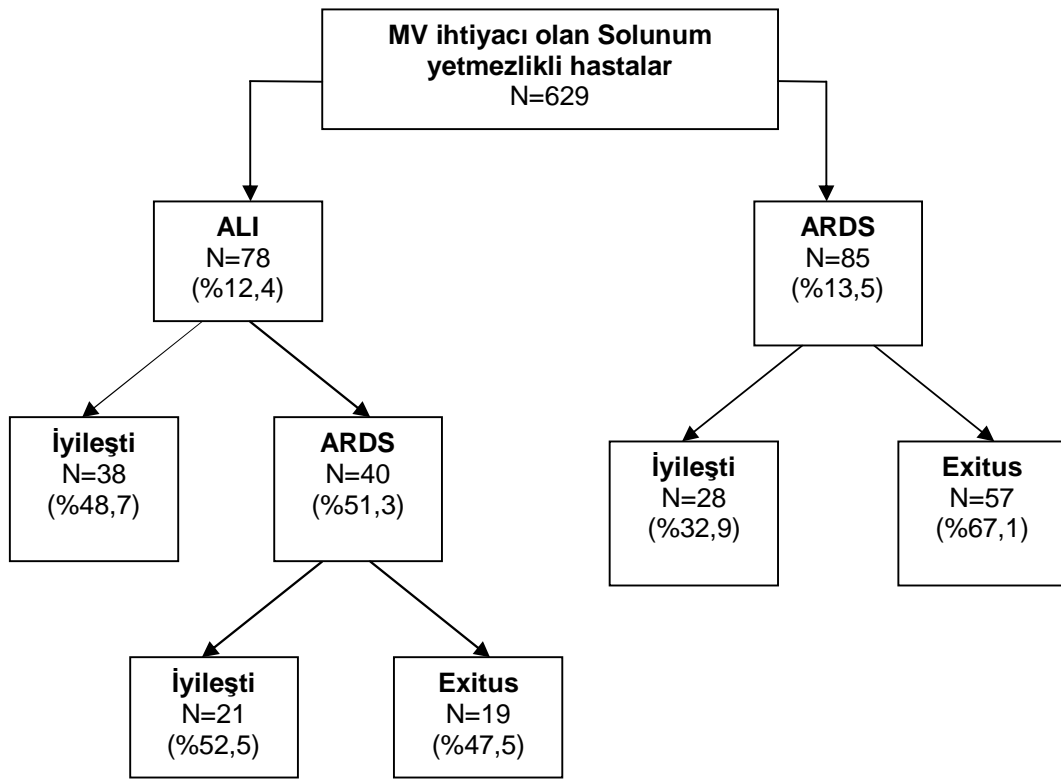 MV ihtiyacı olan Solunum
yetmezlikli hastalar
N=629
ALI
N=78
(%12,4)
ARDS
N=85
(%13,5)
İyileşti
N=38
(%48,7)
ARDS
N=40
(%51,3)
İyileşti
N=28
(%32,9)
Exitus
N=57
(%67,1)
İyileşti
N=21
(%52,5)
Exitus
N=19
(%47,5)